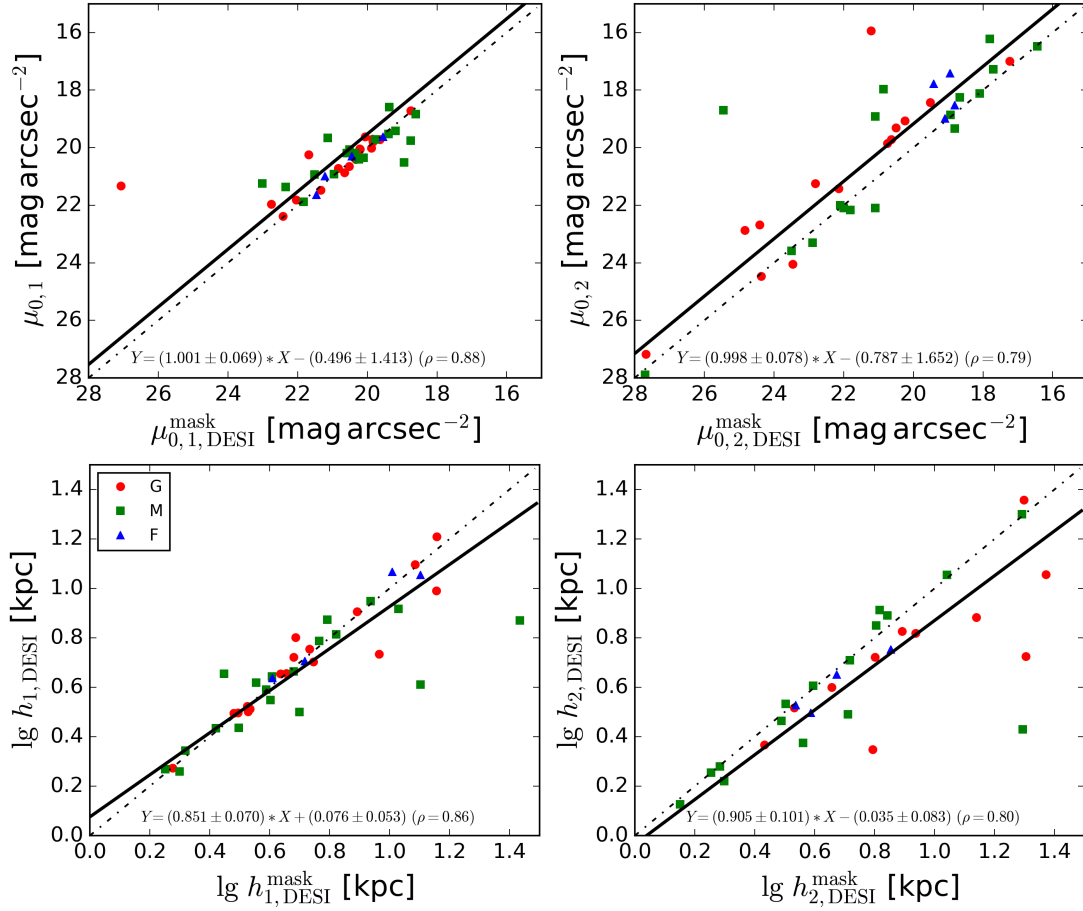 16
18
20
22
24
26
28
μ0,1 [mag arcsec−2]
Y=(1.001±0.069)∗X−(0.496±1.413) (ρ=0.88)
28 26 24 22 20 18 16
μ0,1,DESI mask [mag arcsec−2]
16
18
20
22
24
26
28
μ0,2 [mag arcsec−2]
Y=(0.998±0.078)∗X−(0.787±1.652) (ρ=0.79)
28 26 24 22 20 18 16
μ0,2,DESI mask [mag arcsec−2]
G
M
F
1.4
1.2
1.0
0.8
0.6
0.4
0.2
0.0
lg h1,DESI [kpc]
Y=(0.851±0.070)∗X+(0.076±0.053) (ρ=0.86)
0.0 0.2 0.4 0.6 0.8 1.0 1.2 1.4
lg h1,DESI mask [kpc]
1.4
1.2
1.0
0.8
0.6
0.4
0.2
0.0
lg h2,DESI [kpc]
Y=(0.905±0.101)∗X−(0.035±0.083) (ρ=0.80)
0.0 0.2 0.4 0.6 0.8 1.0 1.2 1.4
lg h2,DESI mask [kpc]